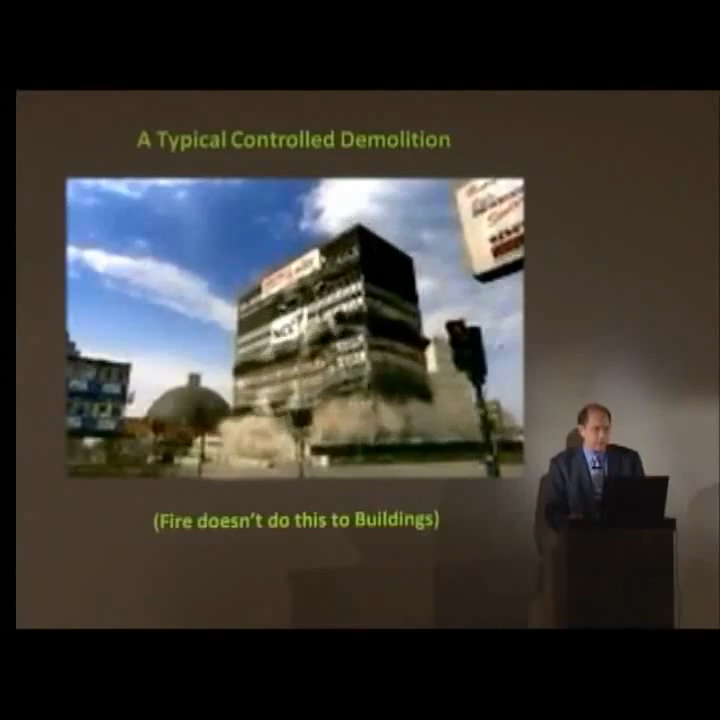 A Typical Controlled Demolition
(Fire doesn't do this to Buildings)